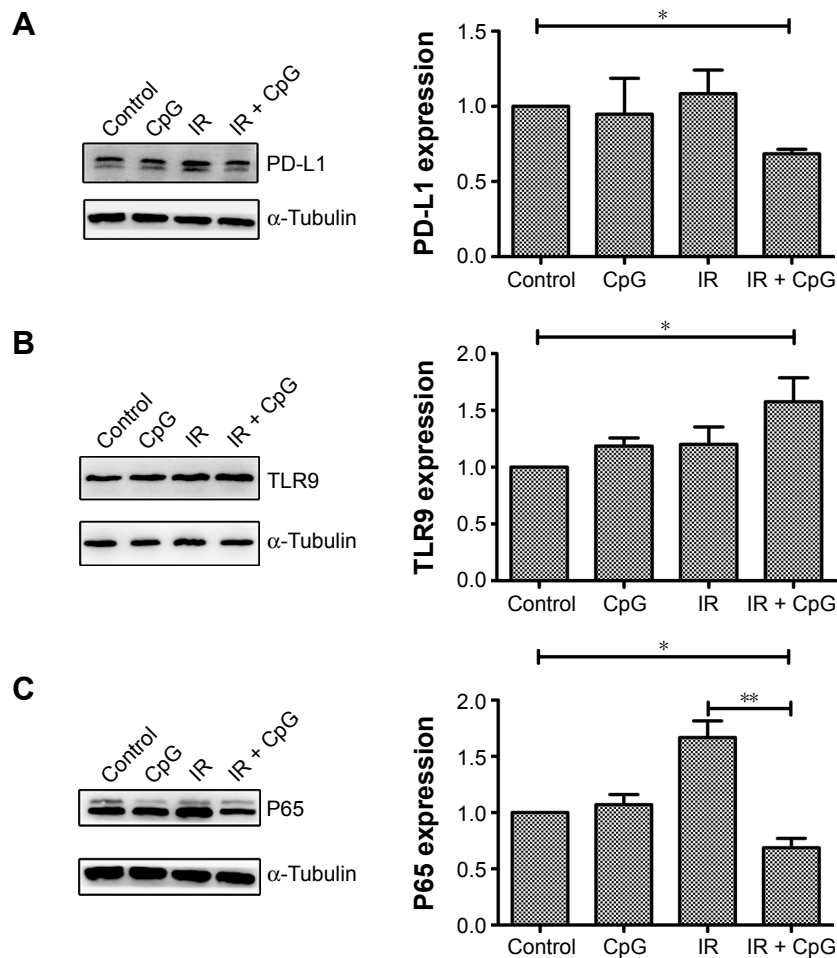 A
Control CpG IR IR + CpG
PD-L1
α-Tubulin
*
PD-L1 expression
1.5
1.0
0.5
0.0
Control CpG IR IR + CpG
B
Control CpG IR IR + CpG
TLR9
α-Tubulin
*
TLR9 expression
2.0
1.5
1.0
0.5
0.0
Control CpG IR IR + CpG
C
Control CpG IR IR + CpG
P65
α-Tubulin
*
**
P65 expression
2.0
1.5
1.0
0.5
0.0
Control CpG IR IR + CpG